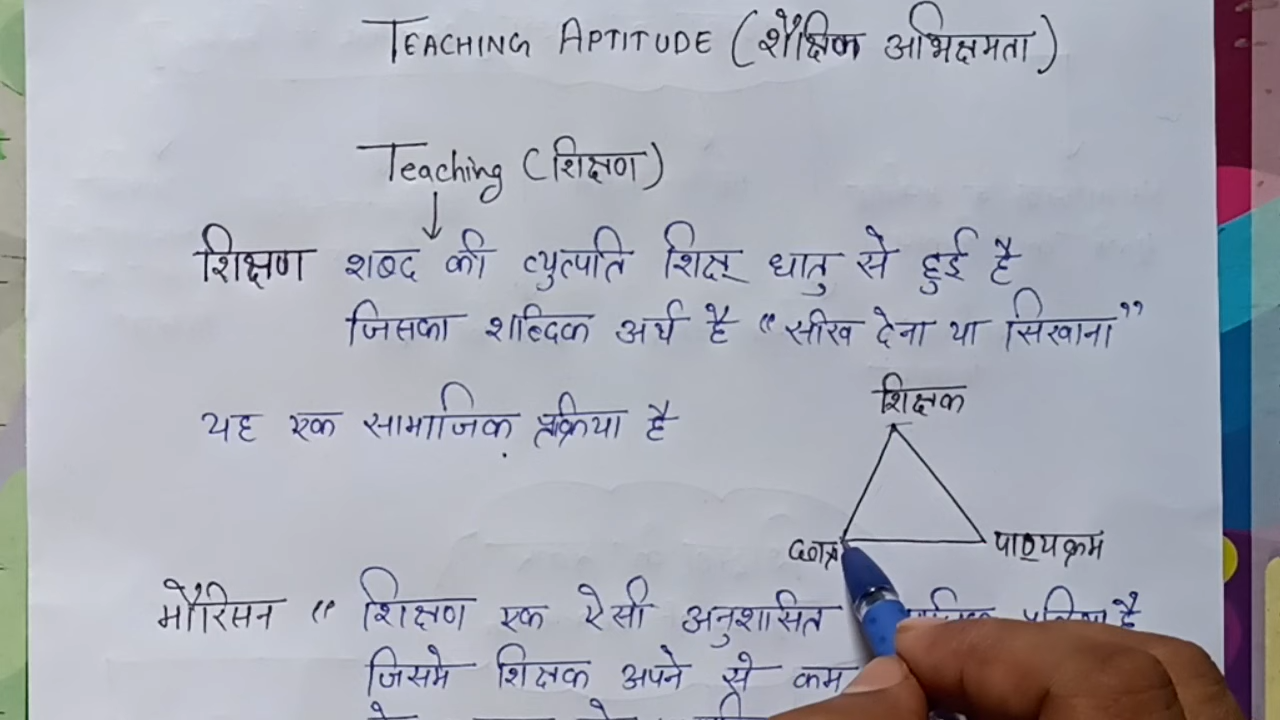 TEACHING APTITUDE (शैक्षिक अभिक्षमता)
Teaching (शिक्षण)
शिक्षण शब्द की व्युत्पति शिक्ष् धातु से हुई है
जिसका शाब्दिक अर्थ है “सीख देना या सिखाना”
शिक्षक
यह एक सामाजिक प्रक्रिया है
छात्र
पाठ्यक्रम
मौरिसन “ शिक्षण एक ऐसी अनुशासित है
जिसमे शिक्षक अपने से कम